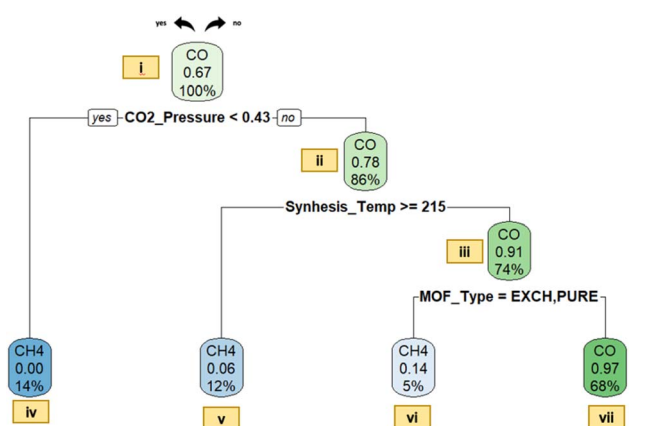 yes no
i
CO
0.67
100%
yes CO2_Pressure < 0.43 no
ii
CO
0.78
86%
Synhesis_Temp >= 215
iii
CO
0.91
74%
MOF_Type = EXCH,PURE
CH4
0.00
14%
iv
CH4
0.06
12%
v
CH4
0.14
5%
vi
CO
0.97
68%
vii